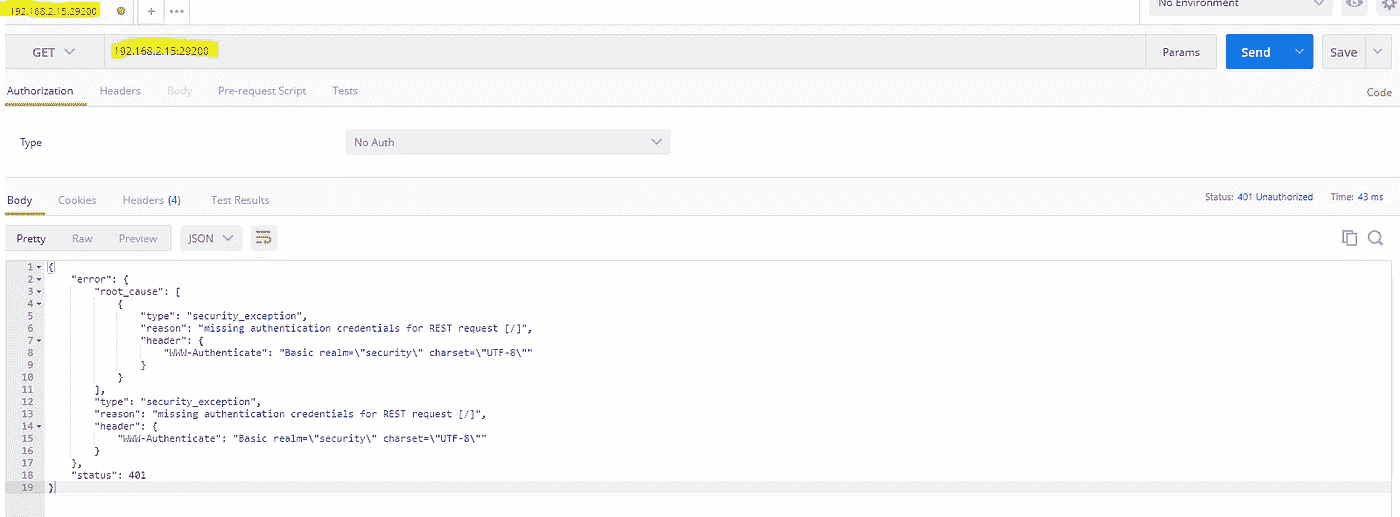 192.168.2.15:29200
+
•••
No Environment
GET
192.168.2.15:29200
Params
Send
Save
Authorization
Headers
Body
Pre-request Script
Tests
Code
Type
No Auth
Body
Cookies
Headers (4)
Test Results
Status: 401 Unauthorized
Time: 43 ms
Pretty
Raw
Preview
JSON
1 {
2 "error": {
3 "root_cause": [
4 {
5 "type": "security_exception",
6 "reason": "missing authentication credentials for REST request [/]",
7 "header": {
8 "WWW-Authenticate": "Basic realm=\"security\" charset=\"UTF-8\""
9 }
10 }
11 ],
12 "type": "security_exception",
13 "reason": "missing authentication credentials for REST request [/]",
14 "header": {
15 "WWW-Authenticate": "Basic realm=\"security\" charset=\"UTF-8\""
16 }
17 },
18 "status": 401
19 }